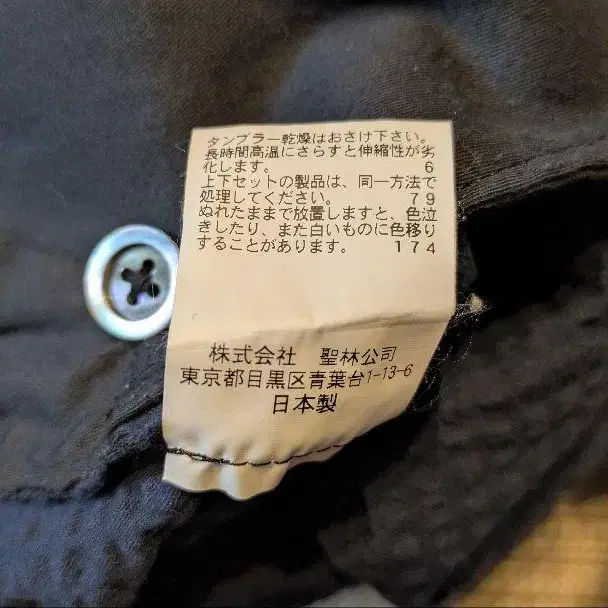 タンブラー乾燥はおさけ下さい。
長時間高温にさらすと伸縮性が劣
化します。 6
上下セットの製品は、同一方法で
処理してください。 79
ぬれたままで放置しますと、色泣
きしたり、また白いものに色移り
することがあります。 174
株式会社 聖林公司
東京都目黒区青葉台1-13-6
日本製